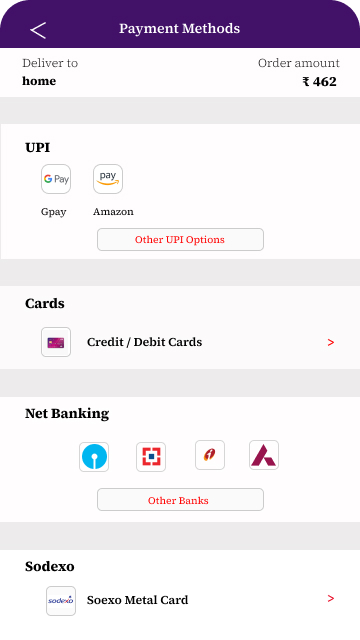 Payment Methods
Deliver to
Order amount
home
₹ 462
UPI
G Pay
pay
Gpay
Amazon
Other UPI Options
Cards
Credit / Debit Cards
>
Net Banking
Other Banks
Sodexo
sodexo
Soexo Metal Card
>